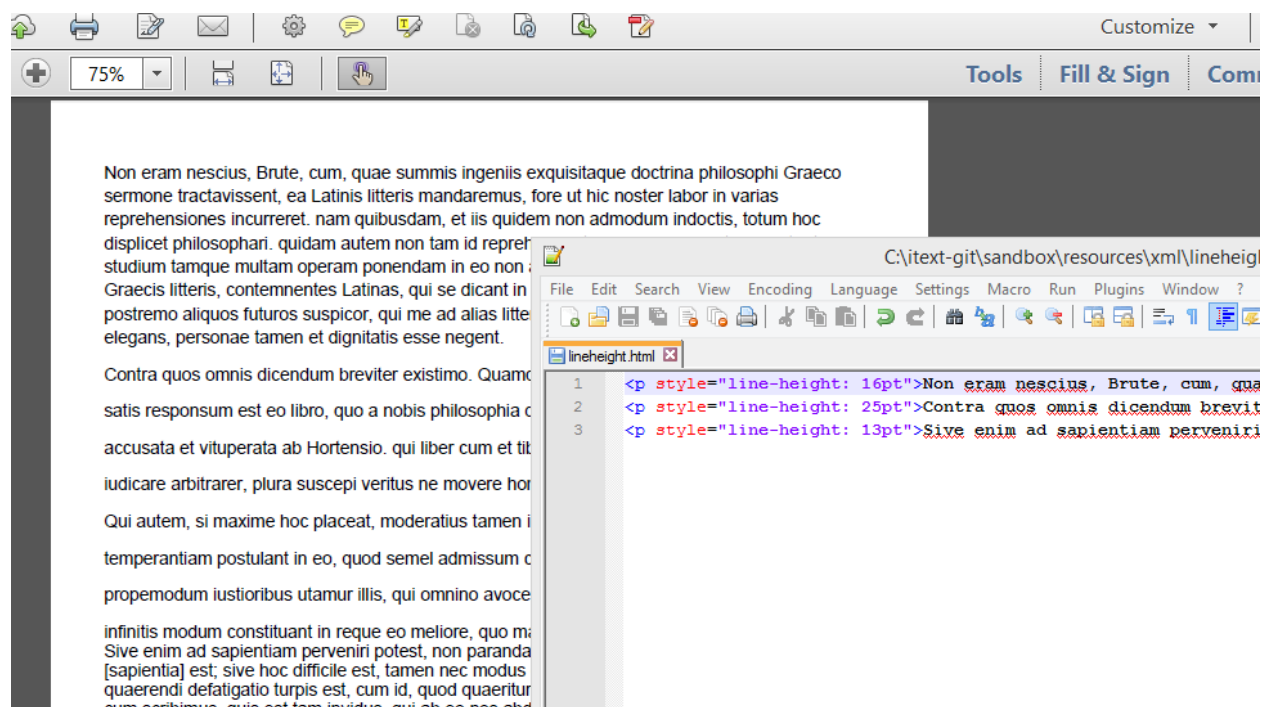 Customize
75%
Tools
Fill & Sign
Non eram nescius, Brute, cum, quae summis ingeniis exquisitaque doctrina philosophi Graeco
sermone tractavissent, ea Latinis litteris mandaremus, fore ut hic noster labor in varias
reprehensiones incurreret. nam quibusdam, et iis quidem non admodum indoctis, totum hoc
displicet philosophari. quidam autem non tam id repreh
studium tamque multam operam ponendam in eo non
Graecis litteris, contemnentes Latinas, qui se dicant in
postremo aliquos futuros suspicor, qui me ad alias litte
elegans, personae tamen et dignitatis esse negent.
Contra quos omnis dicendum breviter existimo. Quamo
satis responsum est eo libro, quo a nobis philosophia
accusata et vituperata ab Hortensio. qui liber cum et tib
iudicare arbitrarer, plura suscepi veritus ne movere hor
Qui autem, si maxime hoc placeat, moderatius tamen i
temperantiam postulant in eo, quod semel admissum c
propemodum iustioribus utamur illis, qui omnino avoce
infinitis modum constituant in reque eo meliore, quo ma
Sive enim ad sapientiam perveniri potest, non paranda
[sapientia] est; sive hoc difficile est, tamen nec modus
quaerendi defatigatio turpis est, cum id, quod quaeritur
C:\itext-git\sandbox\resources\xml\lineheig
File Edit Search View Encoding Language Settings Macro Run Plugins Window ?
lineheight.html
1 <p style="line-height: 16pt">Non eram nescius, Brute, cum, qua
2 <p style="line-height: 25pt">Contra quos omnis dicendum brevit
3 <p style="line-height: 13pt">Sive enim ad sapientiam perveniri